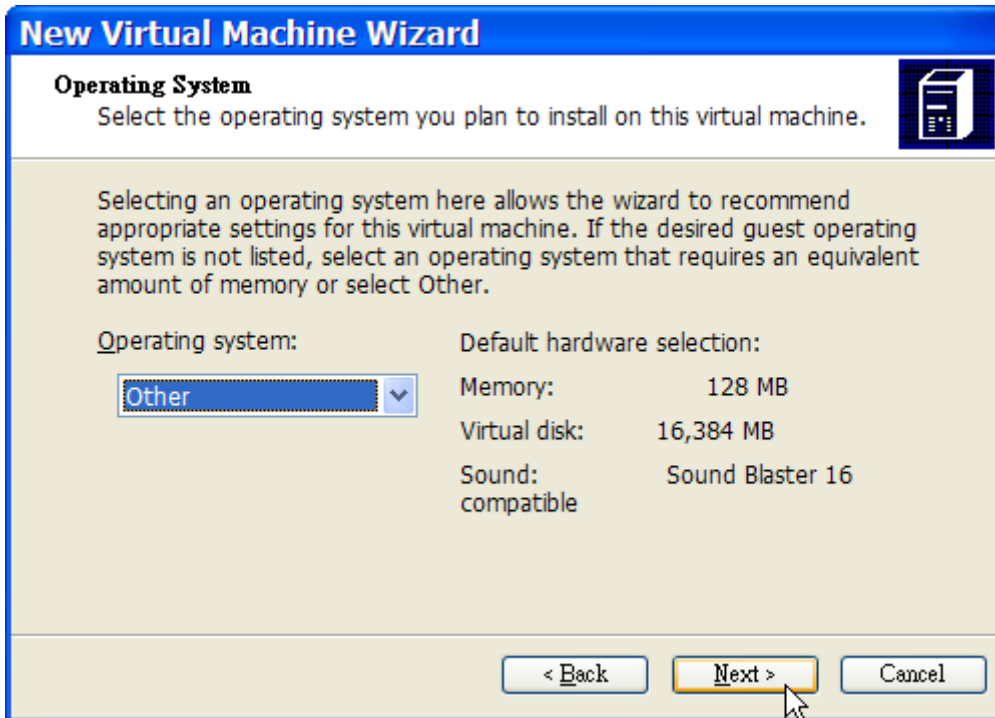 New Virtual Machine Wizard
Operating System
Select the operating system you plan to install on this virtual machine.
Selecting an operating system here allows the wizard to recommend
appropriate settings for this virtual machine. If the desired guest operating
system is not listed, select an operating system that requires an equivalent
amount of memory or select Other.
Operating system:
Other
Default hardware selection:
Memory: 128 MB
Virtual disk: 16,384 MB
Sound: Sound Blaster 16
compatible
< Back Next > Cancel